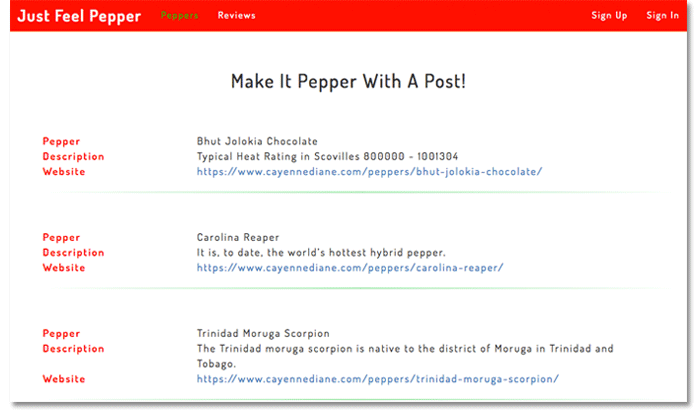 Just Feel Pepper Peppers Reviews Sign Up Sign In
Make It Pepper With A Post!
Pepper Bhut Jolokia Chocolate
Description Typical Heat Rating in Scovilles 800000 - 1001304
Website https://www.cayennediane.com/peppers/bhut-jolokia-chocolate/
Pepper Carolina Reaper
Description It is, to date, the world's hottest hybrid pepper.
Website https://www.cayennediane.com/peppers/carolina-reaper/
Pepper Trinidad Moruga Scorpion
Description The Trinidad moruga scorpion is native to the district of Moruga in Trinidad and
Tobago.
Website https://www.cayennediane.com/peppers/trinidad-moruga-scorpion/